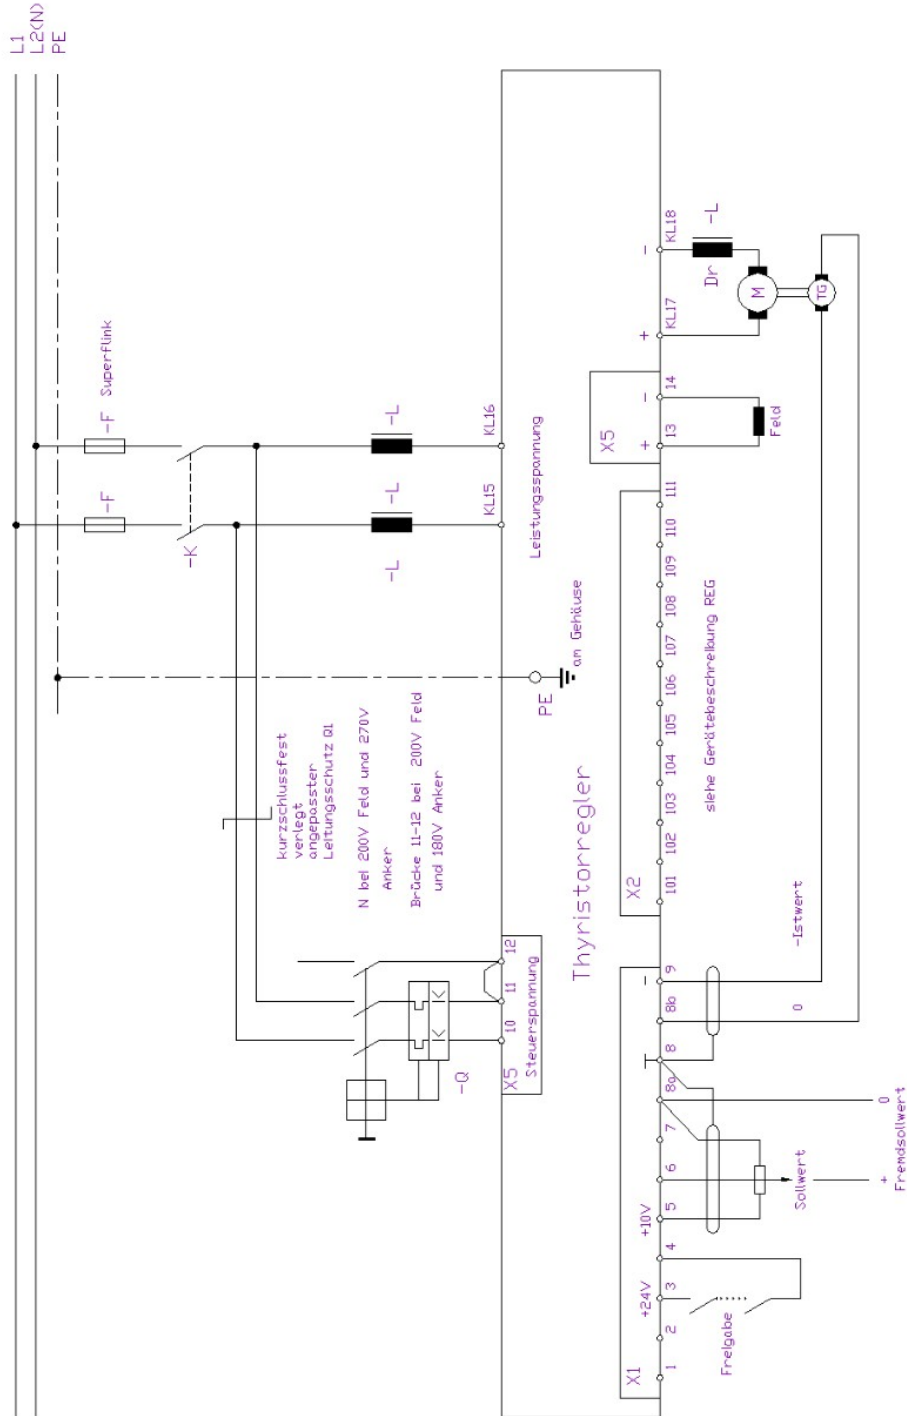 L1
L2(N)
PE
-F
-F Superflink
-K
-L
-L
-L
KL15
KL16
Leistungsspannung
kurzschlussfest
verlegt
angepasster
Leitungsschutz Q1
N bei 200V Feld und 270V
Anker
Brücke 11-12 bei 200V Feld
und 180V Anker
PE
am Gehäuse
-Q
X5
10
11
12
Steuerspannung
Thyristorregler
X1
1
2
3
4
5
6
7
8a
8
8b
9
+24V
+10V
-
X2
101
102
103
104
105
106
107
108
109
110
111
X5
13
14
+
-
KL17
KL18
+
-
Freigabe
Sollwert
+
0
Fremdsollwert
0
-Istwert
siehe Gerätebeschreibung REG
Feld
Dr
-L
M
TG